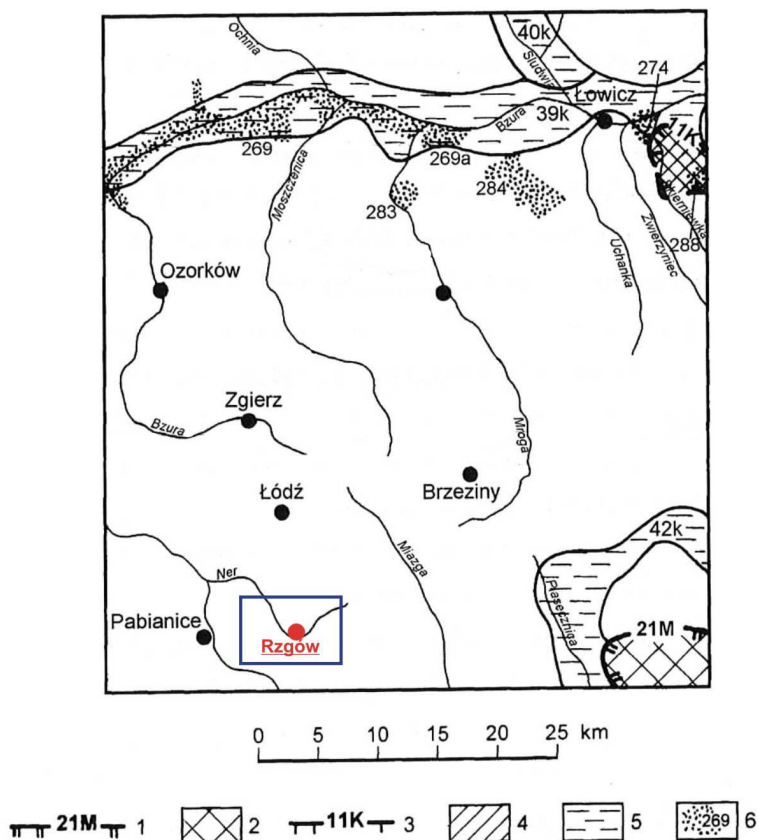 Ochnia
40k
Słudwia
274
Łowicz
Bzura
39k
11K
269
269a
Moszczenica
284
283
Skierniewka
288
Zwierzyniec
Uchanka
Ozorków
Zgierz
Bzura
Mroga
Łódź
Brzeziny
42k
Miazga
Ner
Piasecznica
Pabianice
Rzgów
21M
0 5 10 15 20 25 km
21M 1 2 11K 3 4 5 269 6